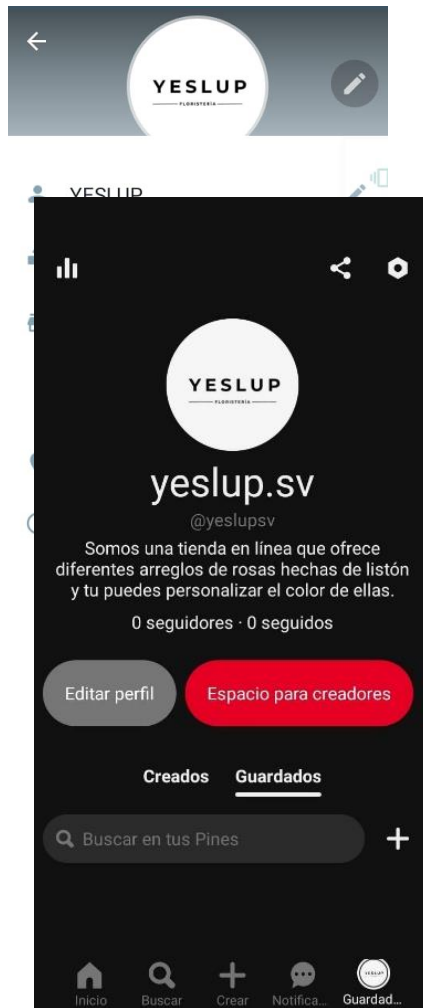 YESLUP
FLORISTERÍA
YESLUP
YESLUP
FLORISTERÍA
yeslup.sv
@yeslupsv
Somos una tienda en línea que ofrece
diferentes arreglos de rosas hechas de listón
y tu puedes personalizar el color de ellas.
0 seguidores · 0 seguidos
Editar perfil
Espacio para creadores
Creados Guardados
Buscar en tus Pines
Inicio Buscar Crear Notifica... Guardad...